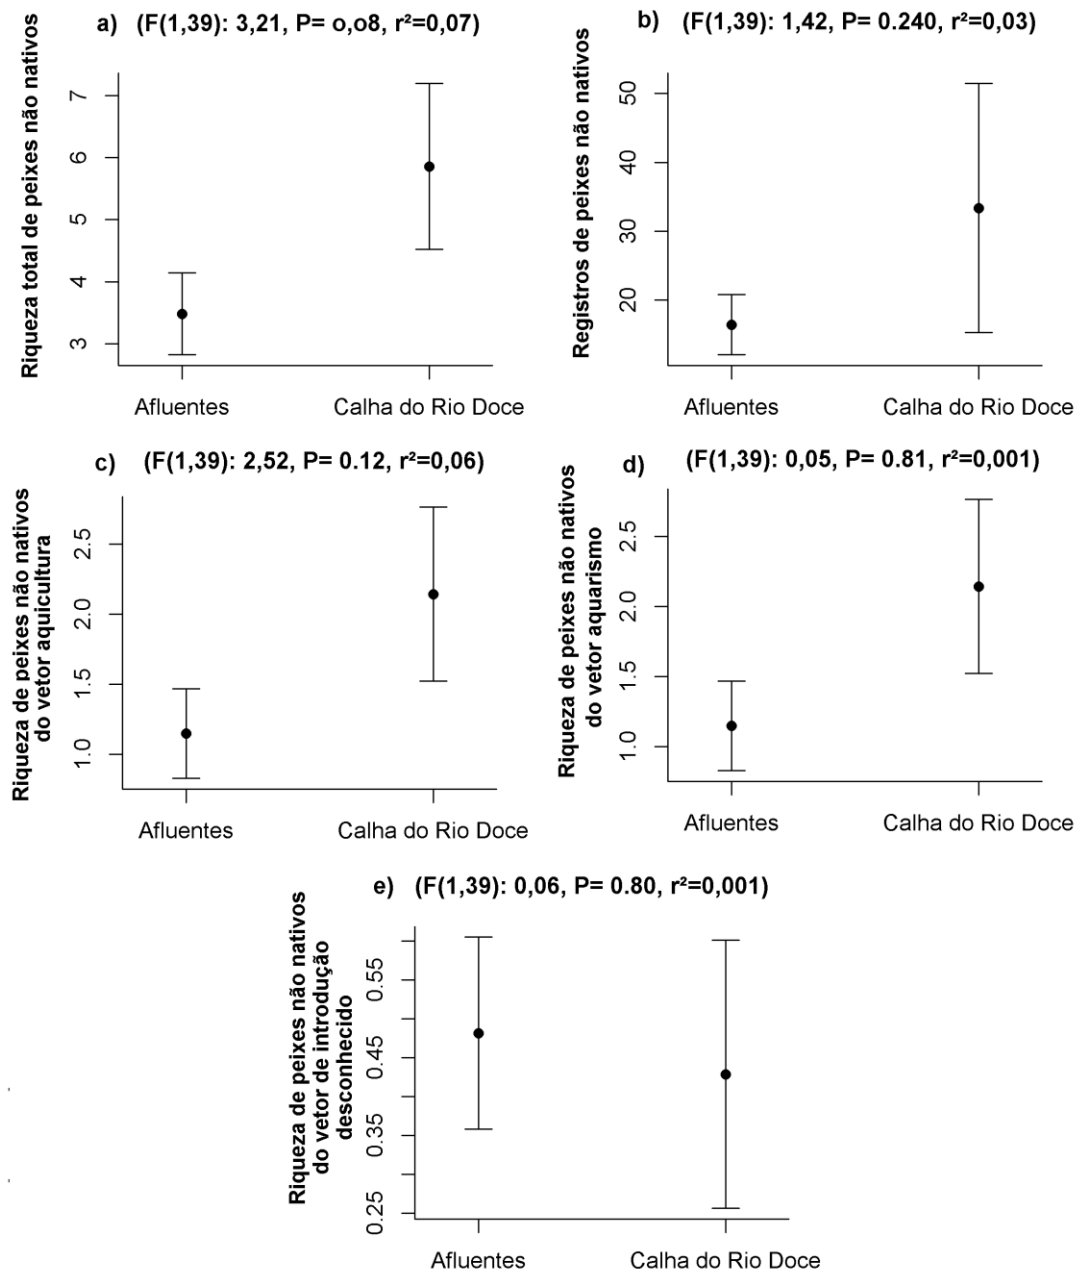 a) (F(1,39): 3,21, P= o,o8, r²=0,07)
Riqueza total de peixes não nativos
7
6
5
4
3
Afluentes
Calha do Rio Doce
b) (F(1,39): 1,42, P= 0.240, r²=0,03)
Registros de peixes não nativos
50
40
30
20
Afluentes
Calha do Rio Doce
c) (F(1,39): 2,52, P= 0.12, r²=0,06)
Riqueza de peixes não nativos
do vetor aquicultura
2.5
2.0
1.5
1.0
Afluentes
Calha do Rio Doce
d) (F(1,39): 0,05, P= 0.81, r²=0,001)
Riqueza de peixes não nativos
do vetor aquarismo
2.5
2.0
1.5
1.0
Afluentes
Calha do Rio Doce
e) (F(1,39): 0,06, P= 0.80, r²=0,001)
Riqueza de peixes não nativos
do vetor de introdução
desconhecido
0.55
0.45
0.35
0.25
Afluentes
Calha do Rio Doce